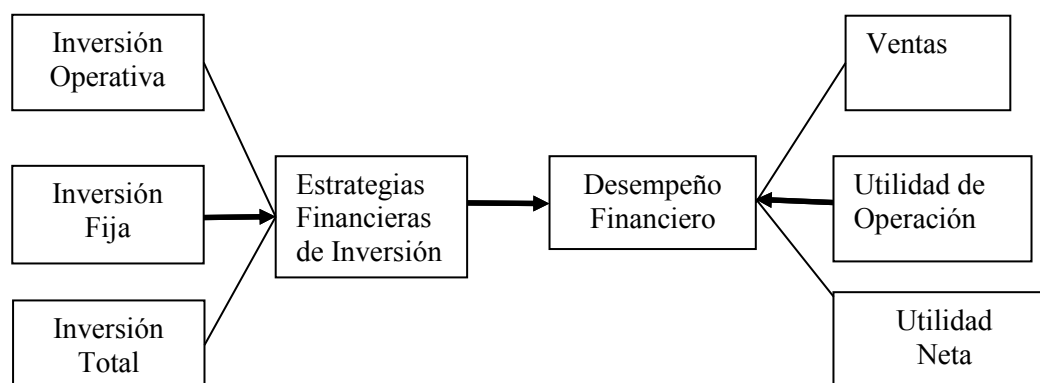 Inversión
Operativa
Inversión
Fija
Inversión
Total
Estrategias
Financieras
de Inversión
Desempeño
Financiero
Ventas
Utilidad de
Operación
Utilidad
Neta